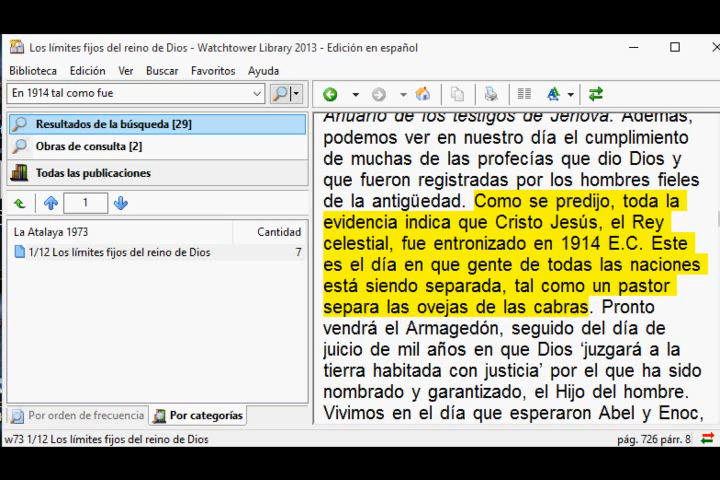 Los límites fijos del reino de Dios - Watchtower Library 2013 - Edición en español
Biblioteca Edición Ver Buscar Favoritos Ayuda
En 1914 tal como fue
Resultados de la búsqueda [29]
Obras de consulta [2]
Todas las publicaciones
1
La Atalaya 1973 Cantidad
1/12 Los límites fijos del reino de Dios 7
Por orden de frecuencia Por categorías
Anuario de los testigos de Jehová. Además,
podemos ver en nuestro día el cumplimiento
de muchas de las profecías que dio Dios y
que fueron registradas por los hombres fieles
de la antigüedad. Como se predijo, toda la
evidencia indica que Cristo Jesús, el Rey
celestial, fue entronizado en 1914 E.C. Este
es el día en que gente de todas las naciones
está siendo separada, tal como un pastor
separa las ovejas de las cabras. Pronto
vendrá el Armagedón, seguido del día de
juicio de mil años en que Dios ‘juzgará a la
tierra habitada con justicia’ por el que ha sido
nombrado y garantizado, el Hijo del hombre.
Vivimos en el día que esperaron Abel y Enoc,
w73 1/12 Los límites fijos del reino de Dios pág. 726 párr. 8